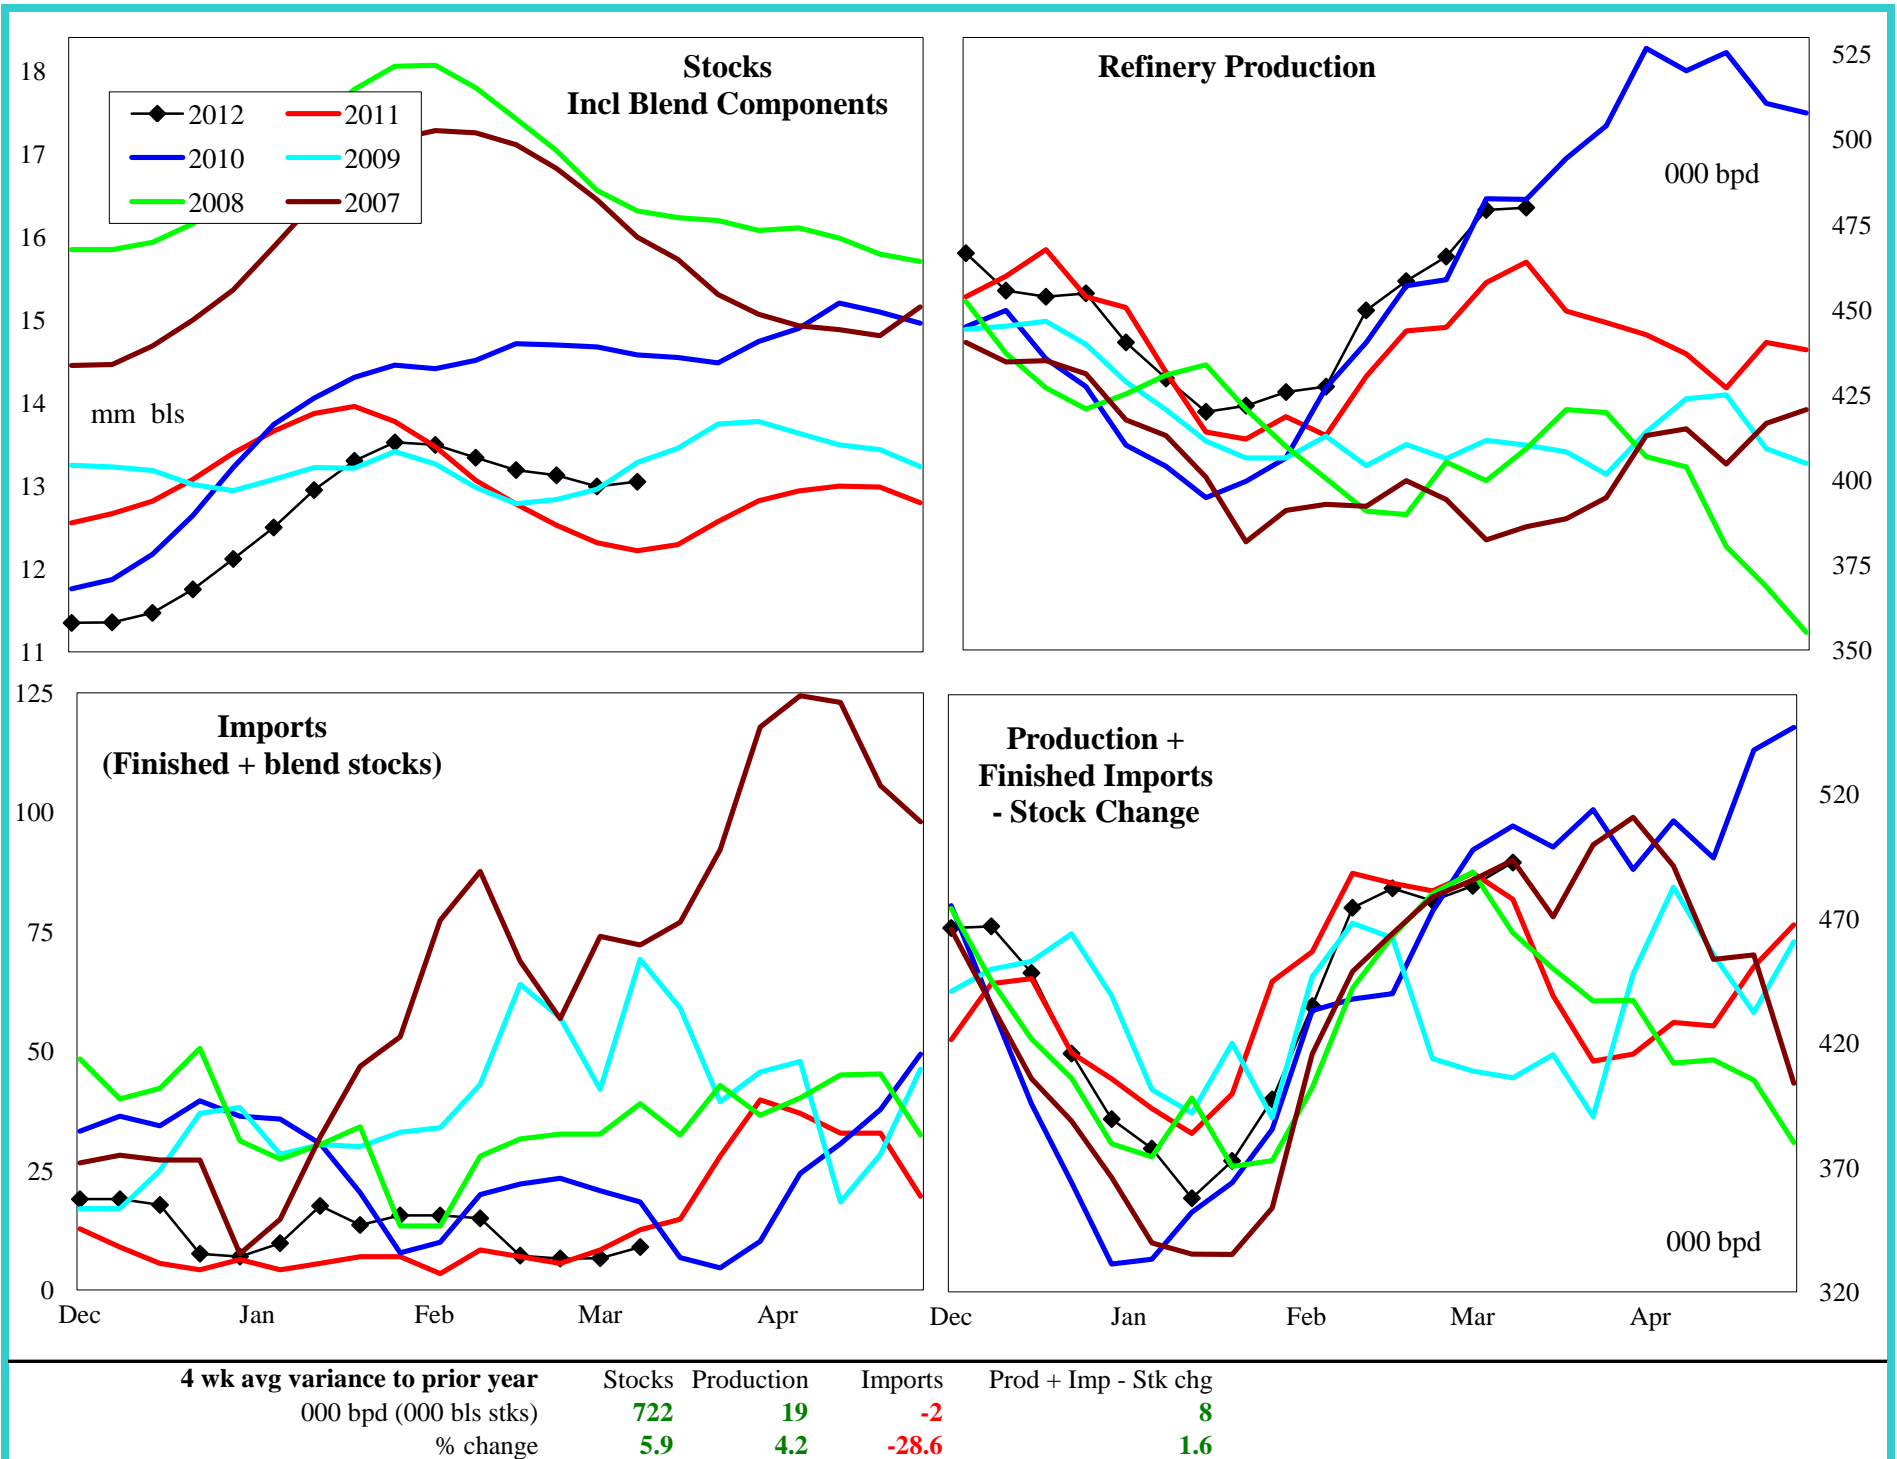 Stocks
Incl Blend Components
18
17
16
15
14
13
12
11
2012 2011
2010 2009
2008 2007
mm bls
Refinery Production
000 bpd
525
500
475
450
425
400
375
350
Imports
(Finished + blend stocks)
125
100
75
50
25
0
Dec Jan Feb Mar Apr
Production +
Finished Imports
- Stock Change
520
470
420
370
320
000 bpd
Dec Jan Feb Mar Apr
4 wk avg variance to prior year Stocks Production Imports Prod + Imp - Stk chg
000 bpd (000 bls stks) 722 19 -2 8
% change 5.9 4.2 -28.6 1.6